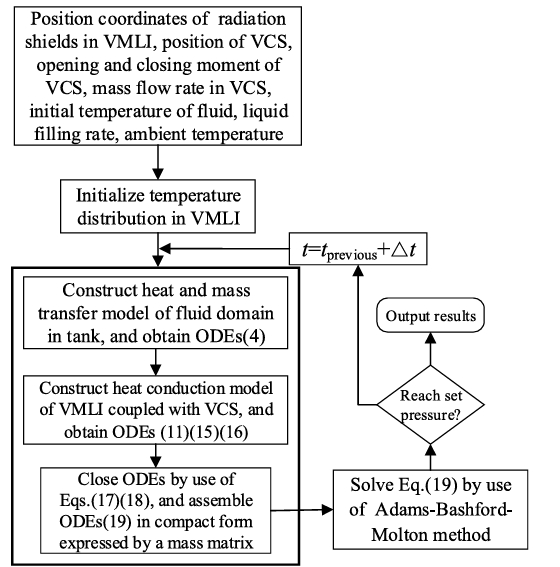 Position coordinates of radiation
shields in VMLI, position of VCS,
opening and closing moment of
VCS, mass flow rate in VCS,
initial temperature of fluid, liquid
filling rate, ambient temperature
Initialize temperature
distribution in VMLI
t=tprevious+△t
Construct heat and mass
transfer model of fluid domain
in tank, and obtain ODEs(4)
Construct heat conduction model
of VMLI coupled with VCS, and
obtain ODEs (11)(15)(16)
Close ODEs by use of
Eqs.(17)(18), and assemble
ODEs(19) in compact form
expressed by a mass matrix
Solve Eq.(19) by use
of Adams-Bashford-
Molton method
Reach set
pressure?
Output results